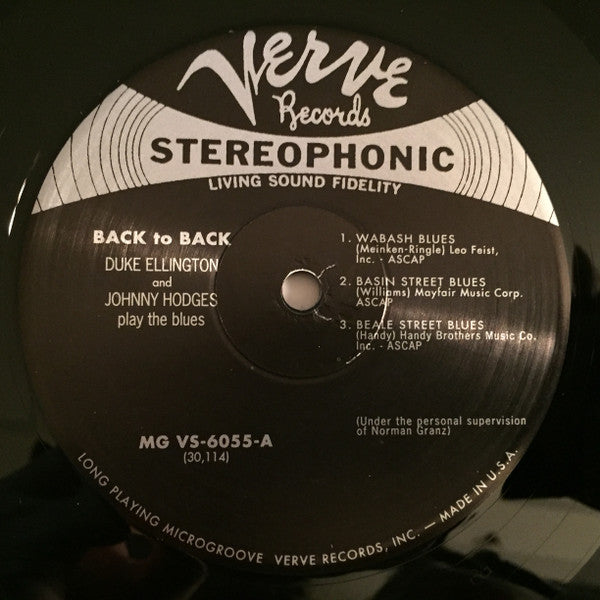 Verve
Records
STEREOPHONIC
LIVING SOUND FIDELITY
BACK to BACK
DUKE ELLINGTON
and
JOHNNY HODGES
play the blues
1. WABASH BLUES
(Meinken-Ringle) Leo Feist,
Inc. - ASCAP
2. BASIN STREET BLUES
(Williams) Mayfair Music Corp.
ASCAP
3. BEALE STREET BLUES
(Handy) Handy Brothers Music Co.
Inc. - ASCAP
(Under the personal supervision
of Norman Granz)
MG VS-6055-A
(30,114)
LONG PLAYING MICROGROOVE VERVE RECORDS, INC. — MADE IN U.S.A.